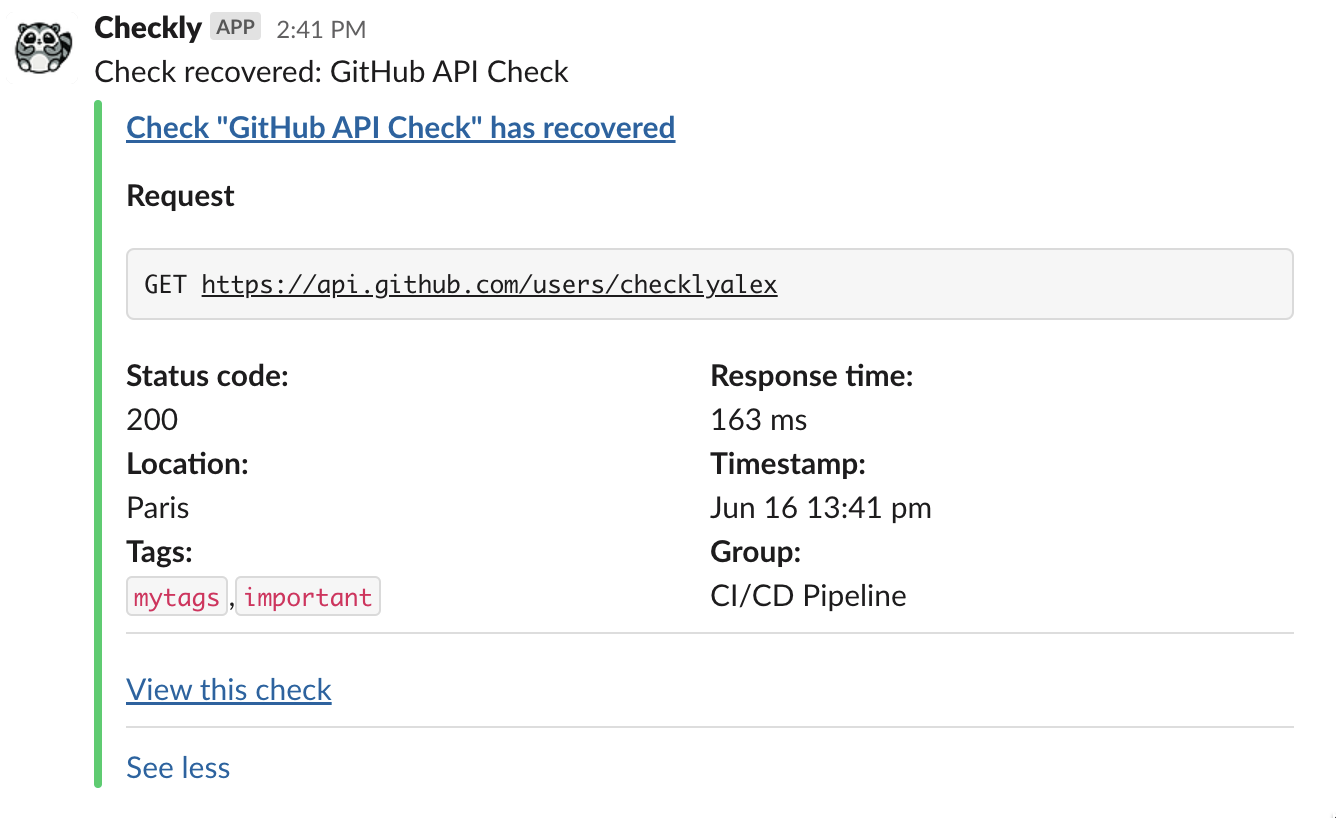 Checkly APP 2:41 PM
Check recovered: GitHub API Check
Check "GitHub API Check" has recovered
Request
GET https://api.github.com/users/checklyalex
Status code: Response time:
200 163 ms
Location: Timestamp:
Paris Jun 16 13:41 pm
Tags: Group:
mytags,important CI/CD Pipeline
View this check
See less